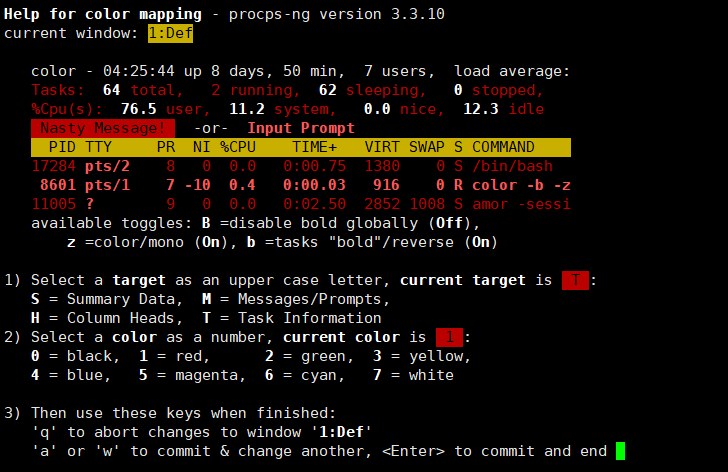 Help for color mapping - procps-ng version 3.3.10
current window: 1:Def
color - 04:25:44 up 8 days, 50 min,  7 users,  load average:
Tasks:  64 total,   2 running,  62 sleeping,   0 stopped,
%Cpu(s):  76.5 user,  11.2 system,   0.0 nice,  12.3 idle
Nasty Message!  -or-  Input Prompt
PID TTY     PR  NI %CPU    TIME+   VIRT SWAP S COMMAND
17284 pts/2    8   0  0.0   0:00.75  1380    0 S /bin/bash
8601 pts/1    7 -10  0.4   0:00.03   916    0 R color -b -z
11005 ?        9   0  0.0   0:02.50  2852 1008 S amor -sessi
available toggles: B =disable bold globally (Off),
z =color/mono (On), b =tasks "bold"/reverse (On)
1) Select a target as an upper case letter, current target is  T :
S = Summary Data,  M = Messages/Prompts,
H = Column Heads,  T = Task Information
2) Select a color as a number, current color is  1 :
0 = black,  1 = red,      2 = green,  3 = yellow,
4 = blue,   5 = magenta,  6 = cyan,   7 = white
3) Then use these keys when finished:
'q' to abort changes to window '1:Def'
'a' or 'w' to commit & change another, <Enter> to commit and end